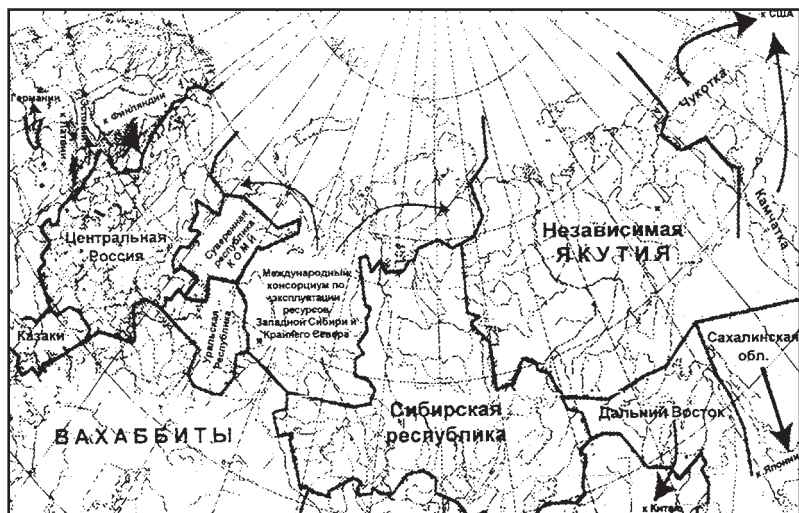 к США
Чукотка
Камчатка
Германии
к Финляндии
Центральная
Россия
Суверенная
республика
КОМИ
Независимая
ЯКУТИЯ
Международный
консорциум по
эксплуатации
ресурсов
Западной Сибири и
Крайнего Севера
Уральская
Республика
Казаки
Сахалинская
обл.
ВАХАББИТЫ
Сибирская
республика
Дальний Восток
к Японии
к Китаю